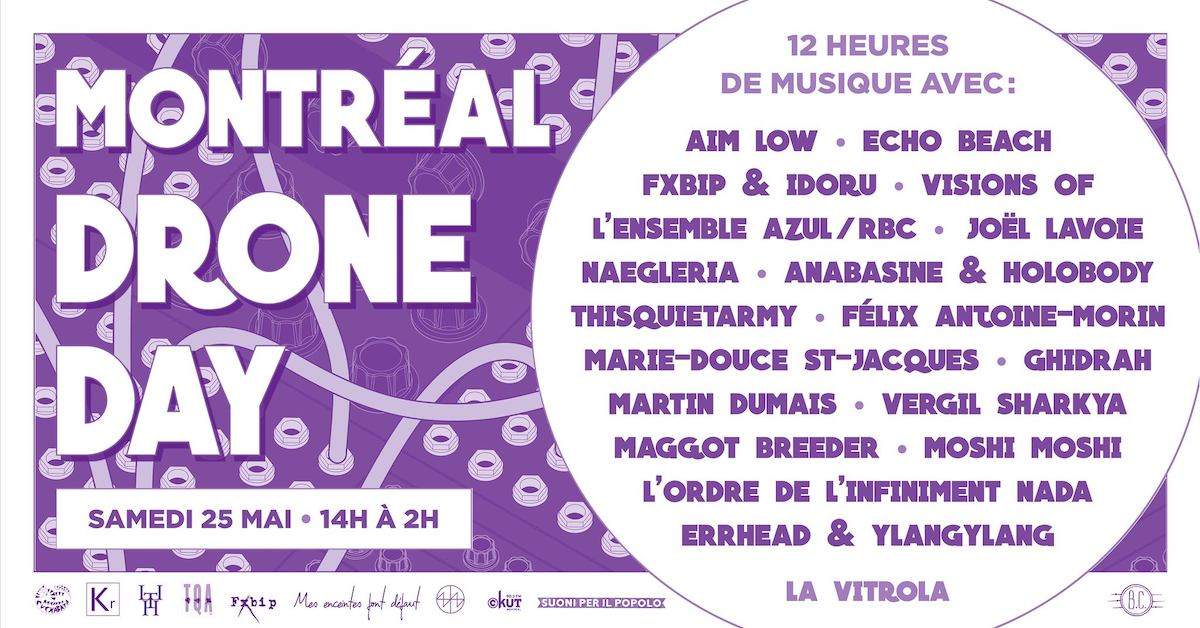 MONTRÉAL
DRONE
DAY
SAMEDI 25 MAI • 14H À 2H
12 HEURES
DE MUSIQUE AVEC:
AIM LOW • ECHO BEACH
FXBIP & IDORU • VISIONS OF
L'ENSEMBLE AZUL/RBC • JOËL LAVOIE
NAEGLERIA • ANABASINE & HOLOBODY
THISQUIETARMY • FÉLIX ANTOINE-MORIN
MARIE-DOUCE ST-JACQUES • GHIDRAH
MARTIN DUMAIS • VERGIL SHARKYA
MAGGOT BREEDER • MOSHI MOSHI
L'ORDRE DE L'INFINIMENT NADA
ERRHEAD & YLANGYLANG
LA VITROLA
Kr
TQA
Fxbip
Mes enceintes font défaut
CKUT
SUONI PER IL POPOLO
B.C.